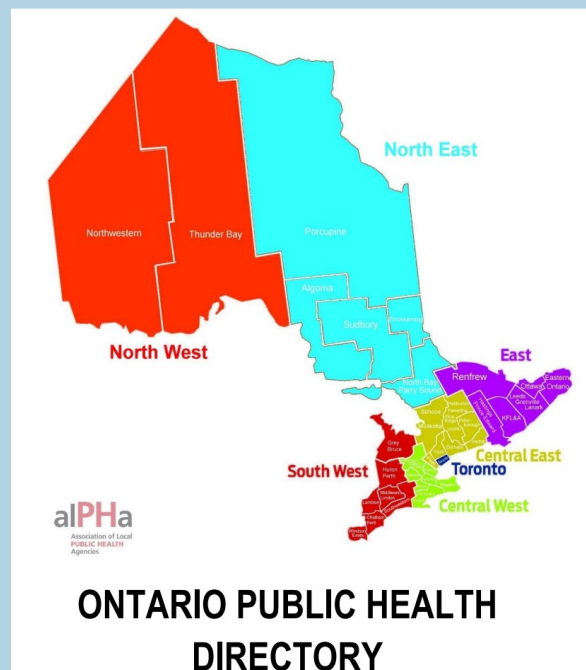 North East
Northwestern
Thunder Bay
Porcupine
Algoma
Sudbury
North West
North Bay
Parry Sound
East
Renfrew
Ottawa
Eastern
Ontario
Leeds
Grenville
Lanark
KFL&A
Simcoe
Muskoka
Grey
Bruce
Central East
Toronto
South West
Huron
Perth
Central West
Middlesex
London
Lambton
Chatham
Kent
Windsor
Essex
alPHa
Association of Local
PUBLIC HEALTH
Agencies
ONTARIO PUBLIC HEALTH
DIRECTORY